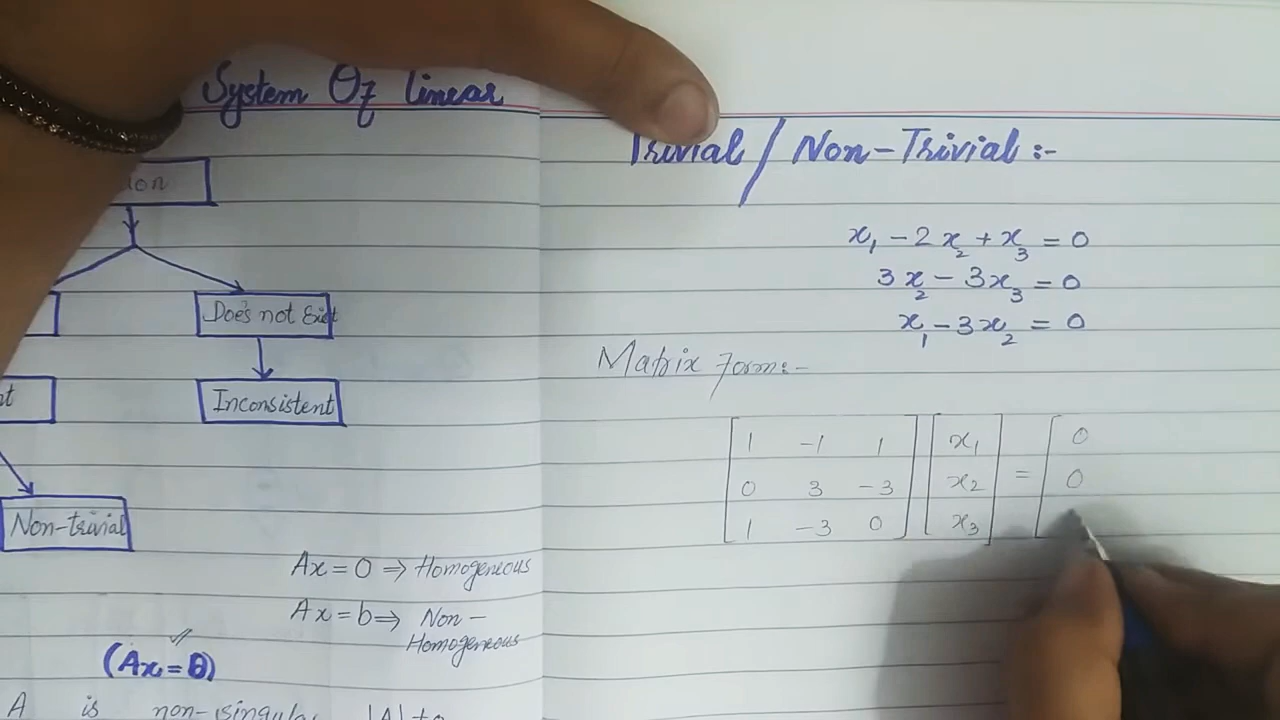 System Of linear
Does not Exist
Inconsistent
Non-trivial
Ax = 0 ⇒ Homogeneous
Ax = b ⇒ Non-
Homogeneous
(Ax = θ)
A is non-singular |A|≠
Trivial / Non-Trivial :-
x₁ - 2x₂ + x₃ = 0
3x₂ - 3x₃ = 0
x₁ - 3x₂ = 0
Matrix form:-
1 -1 1 x₁ 0
0 3 -3 x₂ = 0
1 -3 0 x₃